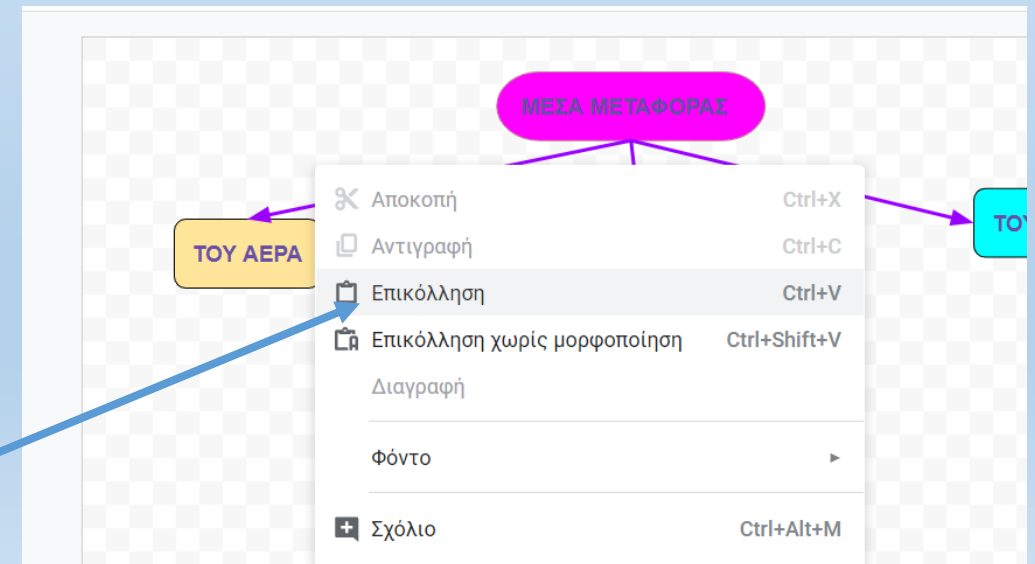 ΜΕΣΑ ΜΕΤΑΦΟΡΑΣ
ΤΟΥ ΑΕΡΑ
ΤΟΥ
Αποκοπή Ctrl+X
Αντιγραφή Ctrl+C
Επικόλληση Ctrl+V
Επικόλληση χωρίς μορφοποίηση Ctrl+Shift+V
Διαγραφή
Φόντο
Σχόλιο Ctrl+Alt+M